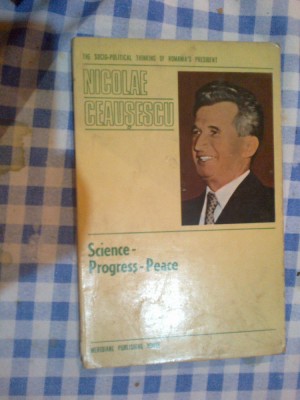 THE SOCIO-POLITICAL THINKING OF ROMANIA'S PRESIDENT
NICOLAE
CEAUŞESCU
Science-
Progress-Peace
MERIDIANE PUBLISHING HOUSE